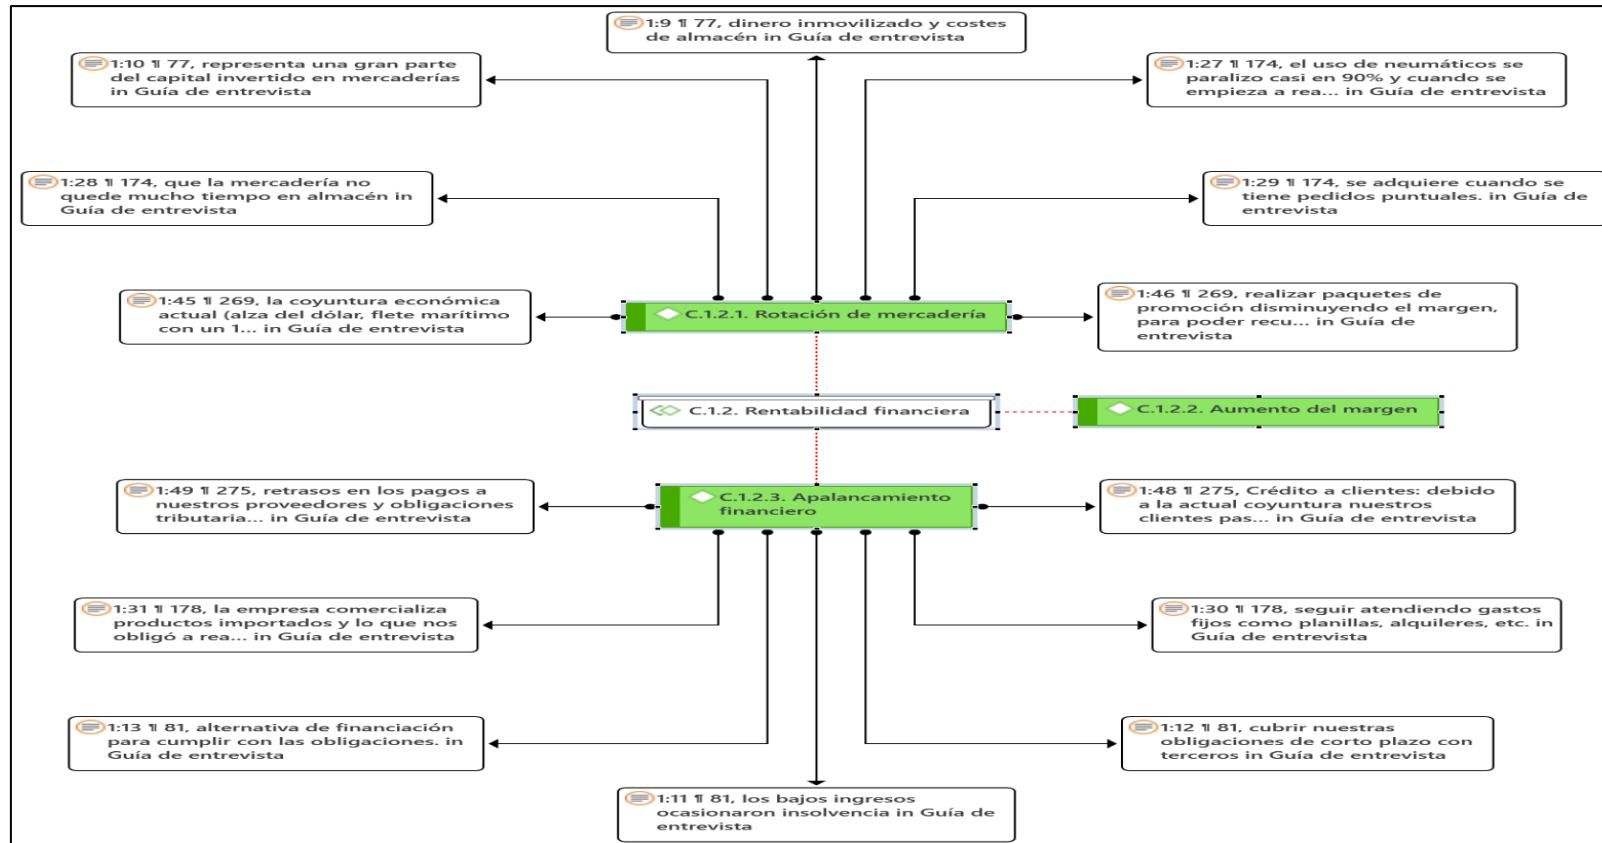 1:9 ¶ 77, dinero inmovilizado y costes
de almacén in Guía de entrevista
1:10 ¶ 77, representa una gran parte
del capital invertido en mercaderías
in Guía de entrevista
1:27 ¶ 174, el uso de neumáticos se
paralizo casi en 90% y cuando se
empieza a rea... in Guía de entrevista
1:28 ¶ 174, que la mercadería no
quede mucho tiempo en almacén in
Guía de entrevista
1:29 ¶ 174, se adquiere cuando se
tiene pedidos puntuales. in Guía de
entrevista
1:45 ¶ 269, la coyuntura económica
actual (alza del dólar, flete marítimo
con un 1... in Guía de entrevista
C.1.2.1. Rotación de mercadería
1:46 ¶ 269, realizar paquetes de
promoción disminuyendo el margen,
para poder recu... in Guía de
entrevista
C.1.2. Rentabilidad financiera
C.1.2.2. Aumento del margen
1:49 ¶ 275, retrasos en los pagos a
nuestros proveedores y obligaciones
tributaria... in Guía de entrevista
C.1.2.3. Apalancamiento
financiero
1:48 ¶ 275, Crédito a clientes: debido
a la actual coyuntura nuestros
clientes pas... in Guía de entrevista
1:31 ¶ 178, la empresa comercializa
productos importados y lo que nos
obligó a rea... in Guía de entrevista
1:30 ¶ 178, seguir atendiendo gastos
fijos como planillas, alquileres, etc. in
Guía de entrevista
1:13 ¶ 81, alternativa de financiación
para cumplir con las obligaciones. in
Guía de entrevista
1:12 ¶ 81, cubrir nuestras
obligaciones de corto plazo con
terceros in Guía de entrevista
1:11 ¶ 81, los bajos ingresos
ocasionaron insolvencia in Guía de
entrevista